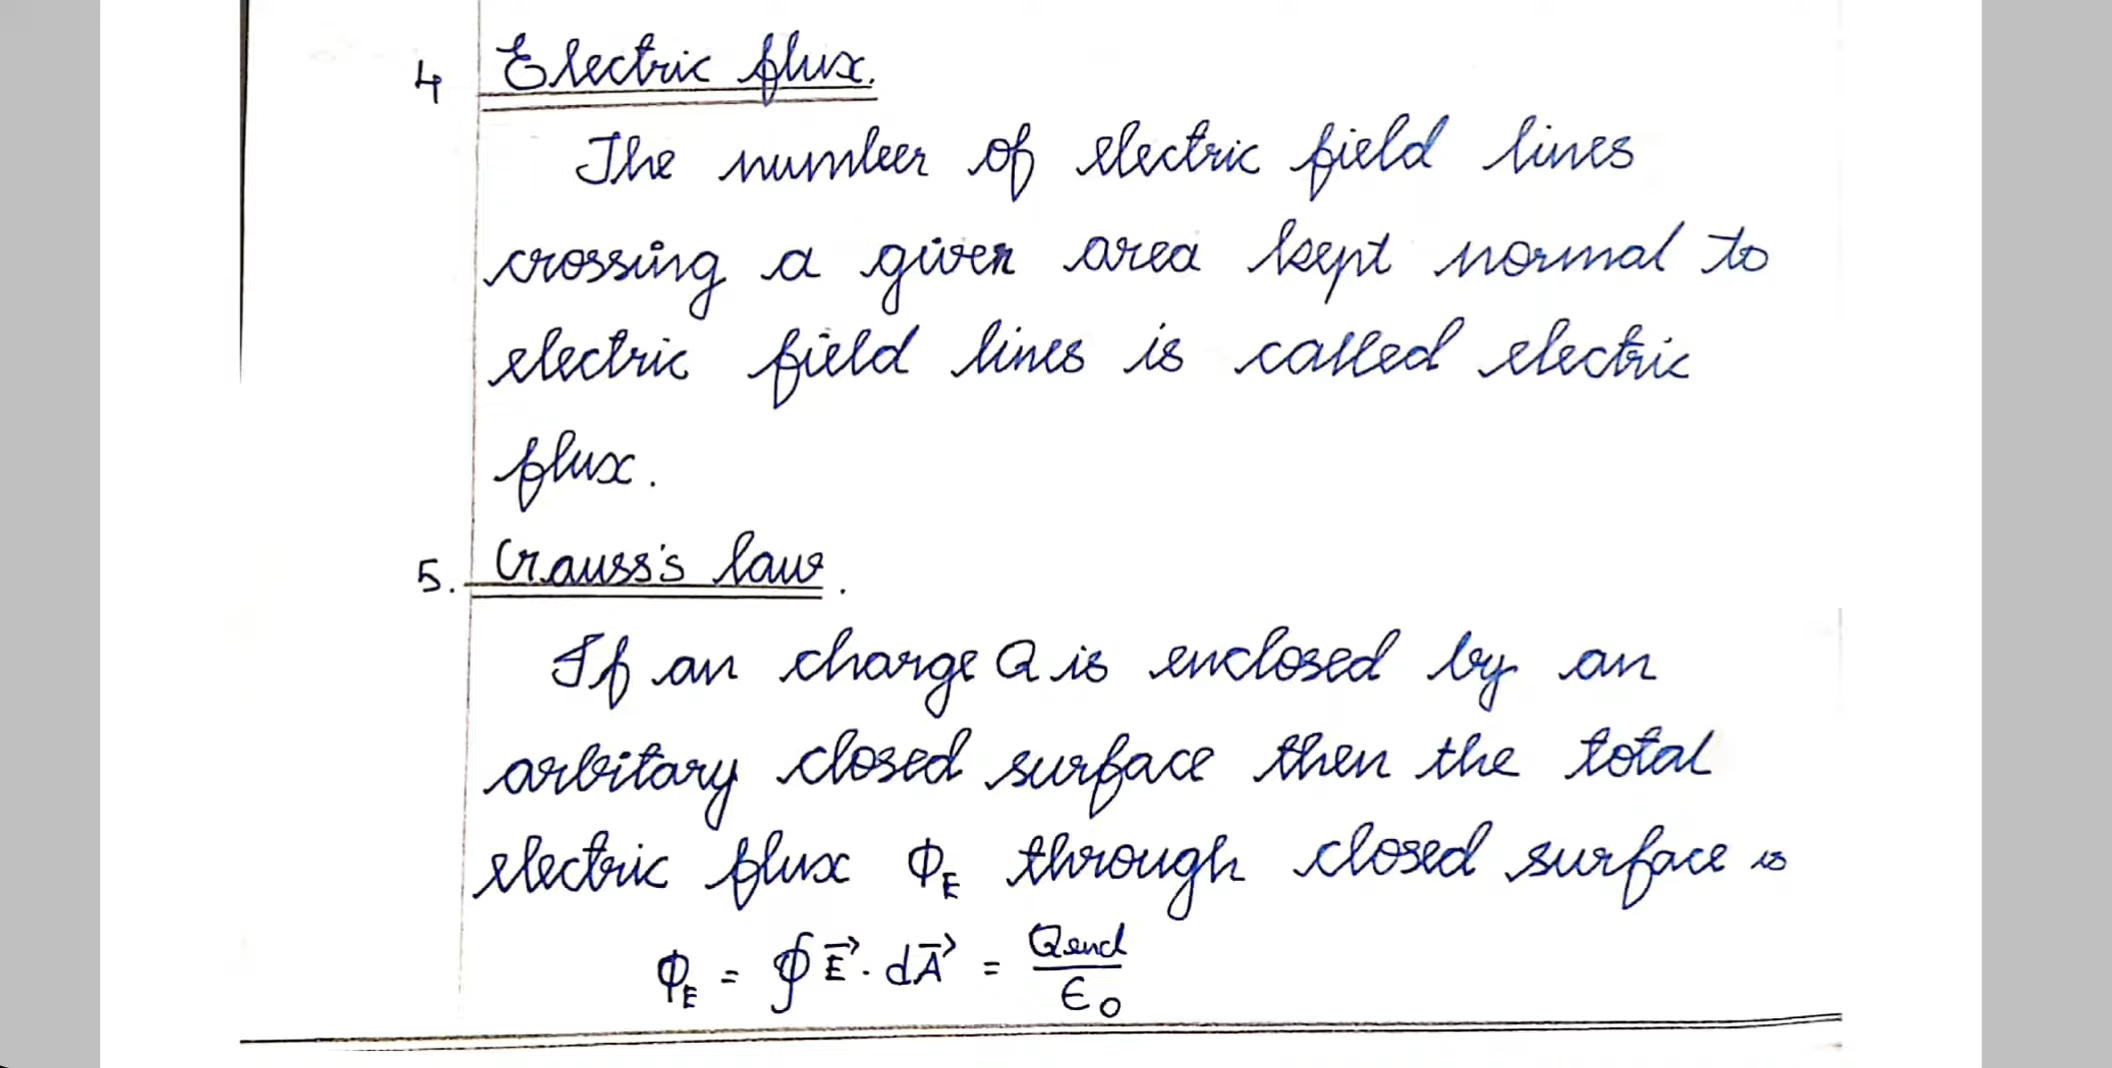 4 Electric flux.
The number of electric field lines
crossing a given area kept normal to
electric field lines is called electric
flux.
5. Gauss's law.
If an charge Q is enclosed by an
arbitary closed surface then the total
electric flux Φ_E through closed surface is
Φ_E = ∮ E⃗ · dA⃗ = Qencl / ϵ₀